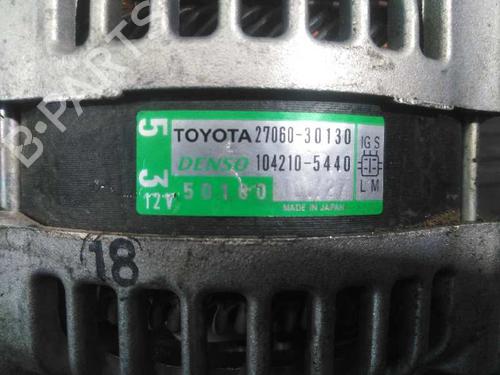 B-PARTS
5 TOYOTA 27060-30130 IG S
DENSO 104210-5440
3 50180 L M
12V MADE IN JAPAN
18